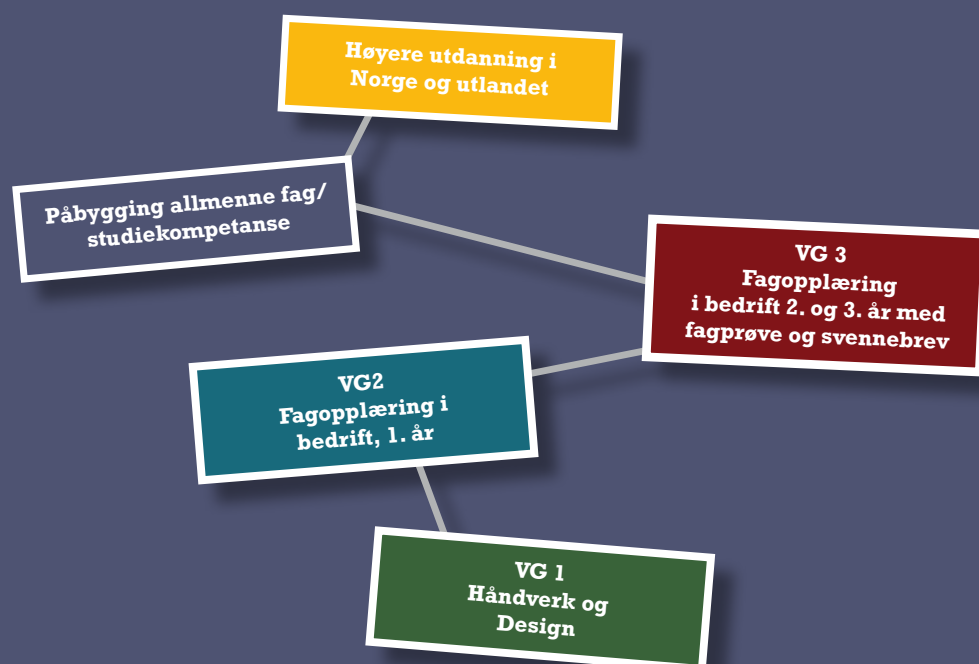 Høyere utdanning i
Norge og utlandet
Påbygging allmenne fag/
studiekompetanse
VG 3
Fagopplæring
i bedrift 2. og 3. år med
fagprøve og svennebrev
VG2
Fagopplæring i
bedrift, 1. år
VG 1
Håndverk og
Design